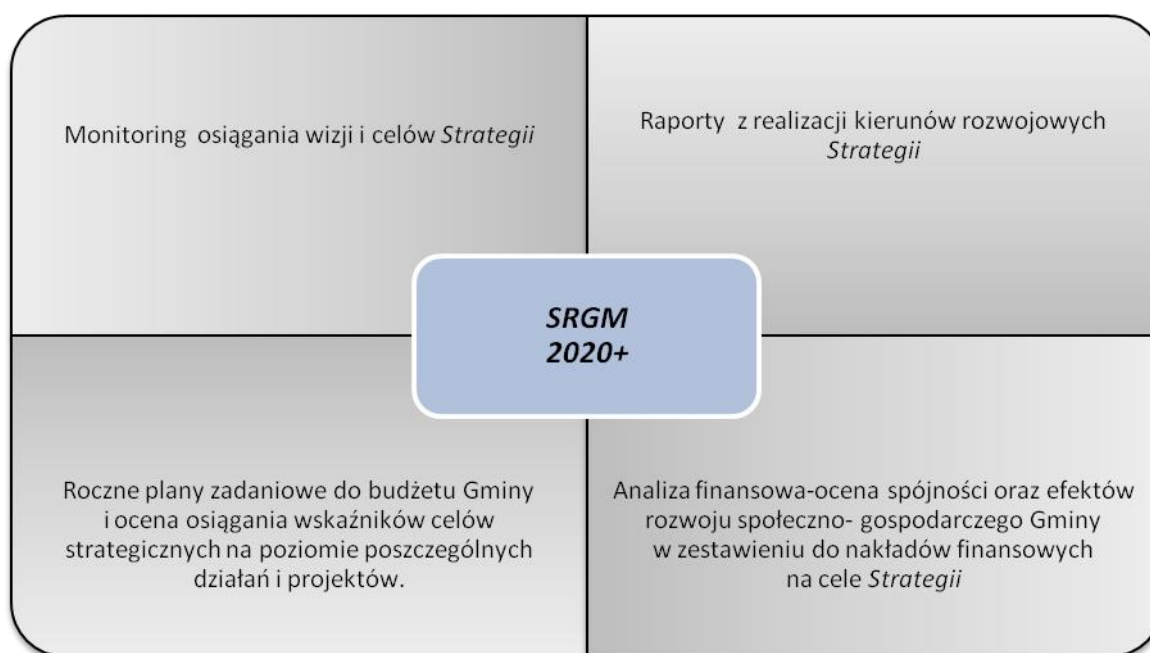 Monitoring osiągania wizji i celów Strategii
Raporty z realizacji kierunów rozwojowych
Strategii
SRGM
2020+
Roczne plany zadaniowe do budżetu Gminy
i ocena osiągania wskaźników celów
strategicznych na poziomie poszczególnych
działań i projektów.
Analiza finansowa-ocena spójności oraz efektów
rozwoju społeczno- gospodarczego Gminy
w zestawieniu do nakładów finansowych
na cele Strategii